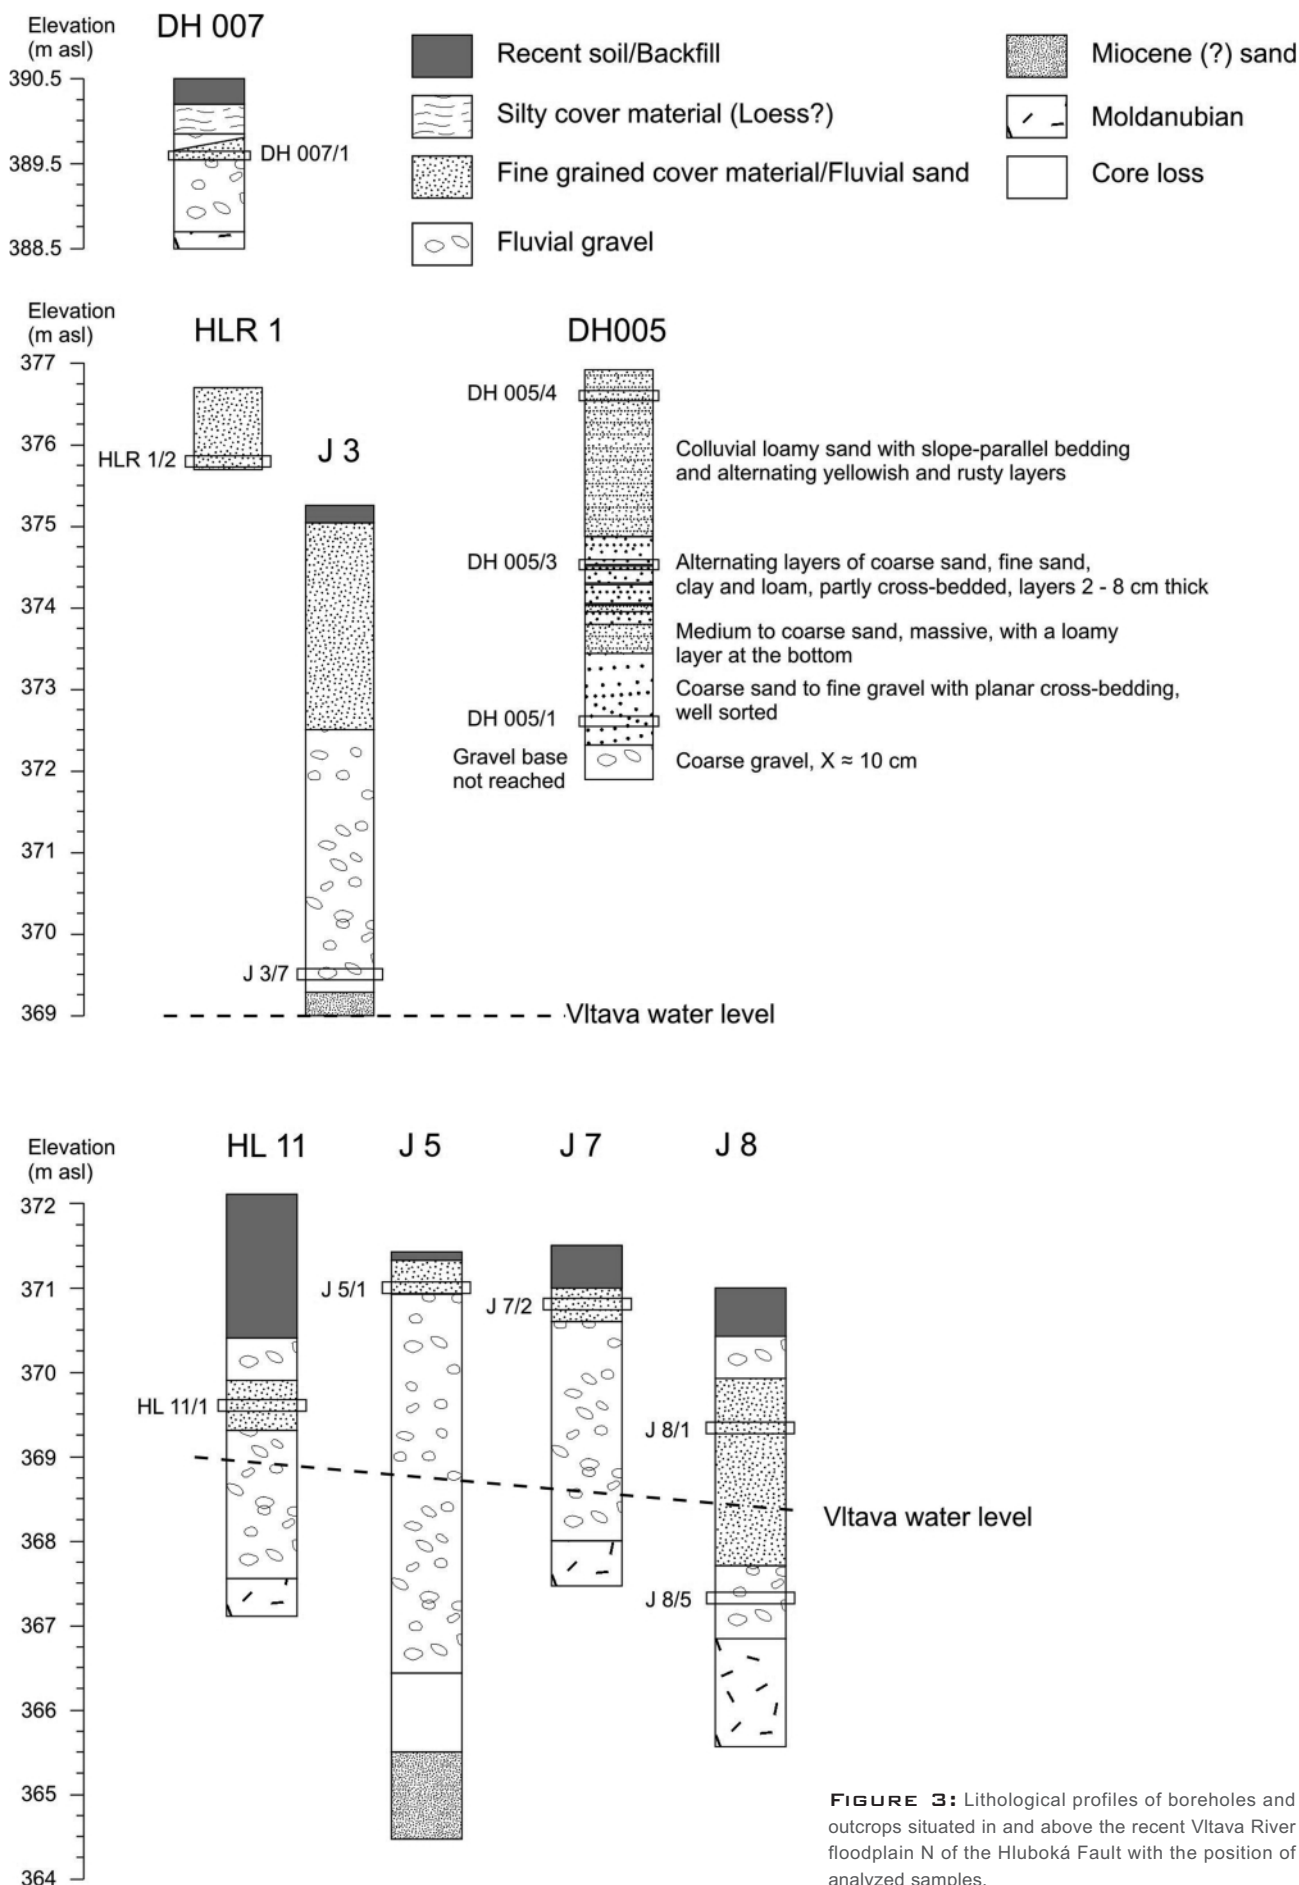 Elevation
(m asl)
DH 007
390.5
389.5
388.5
DH 007/1
Recent soil/Backfill
Silty cover material (Loess?)
Fine grained cover material/Fluvial sand
Fluvial gravel
Miocene (?) sand
Moldanubian
Core loss
Elevation
(m asl)
HLR 1
DH005
J 3
377
376
375
374
373
372
371
370
369
HLR 1/2
J 3/7
DH 005/4
DH 005/3
DH 005/1
Gravel base
not reached
Colluvial loamy sand with slope-parallel bedding
and alternating yellowish and rusty layers
Alternating layers of coarse sand, fine sand,
clay and loam, partly cross-bedded, layers 2 - 8 cm thick
Medium to coarse sand, massive, with a loamy
layer at the bottom
Coarse sand to fine gravel with planar cross-bedding,
well sorted
Coarse gravel, X ≈ 10 cm
Vltava water level
Elevation
(m asl)
HL 11
J 5
J 7
J 8
372
371
370
369
368
367
366
365
364
HL 11/1
J 5/1
J 7/2
J 8/1
J 8/5
Vltava water level
FIGURE 3: Lithological profiles of boreholes and
outcrops situated in and above the recent Vltava River
floodplain N of the Hluboká Fault with the position of
analyzed samples.